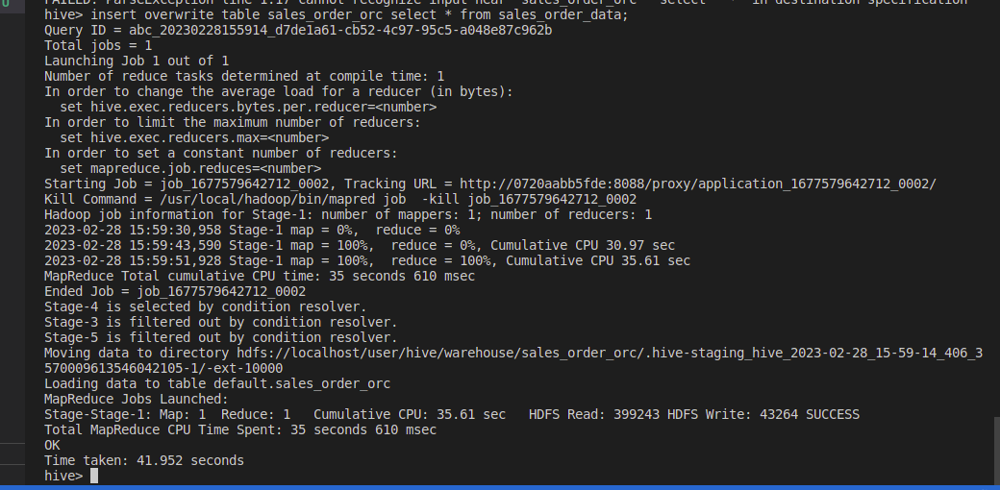 FAILED: ParseException line 1:17 cannot recognize input near 'sales_order_orc' 'select' '*' in destination specification
hive> insert overwrite table sales_order_orc select * from sales_order_data;
Query ID = abc_20230228155914_d7de1a61-cb52-4c97-95c5-a048e87c962b
Total jobs = 1
Launching Job 1 out of 1
Number of reduce tasks determined at compile time: 1
In order to change the average load for a reducer (in bytes):
  set hive.exec.reducers.bytes.per.reducer=<number>
In order to limit the maximum number of reducers:
  set hive.exec.reducers.max=<number>
In order to set a constant number of reducers:
  set mapreduce.job.reduces=<number>
Starting Job = job_1677579642712_0002, Tracking URL = http://0720aabb5fde:8088/proxy/application_1677579642712_0002/
Kill Command = /usr/local/hadoop/bin/mapred job  -kill job_1677579642712_0002
Hadoop job information for Stage-1: number of mappers: 1; number of reducers: 1
2023-02-28 15:59:30,958 Stage-1 map = 0%,  reduce = 0%
2023-02-28 15:59:43,590 Stage-1 map = 100%,  reduce = 0%, Cumulative CPU 30.97 sec
2023-02-28 15:59:51,928 Stage-1 map = 100%,  reduce = 100%, Cumulative CPU 35.61 sec
MapReduce Total cumulative CPU time: 35 seconds 610 msec
Ended Job = job_1677579642712_0002
Stage-4 is selected by condition resolver.
Stage-3 is filtered out by condition resolver.
Stage-5 is filtered out by condition resolver.
Moving data to directory hdfs://localhost/user/hive/warehouse/sales_order_orc/.hive-staging_hive_2023-02-28_15-59-14_406_3
570009613546042105-1/-ext-10000
Loading data to table default.sales_order_orc
MapReduce Jobs Launched:
Stage-Stage-1: Map: 1  Reduce: 1   Cumulative CPU: 35.61 sec   HDFS Read: 399243 HDFS Write: 43264 SUCCESS
Total MapReduce CPU Time Spent: 35 seconds 610 msec
OK
Time taken: 41.952 seconds
hive>